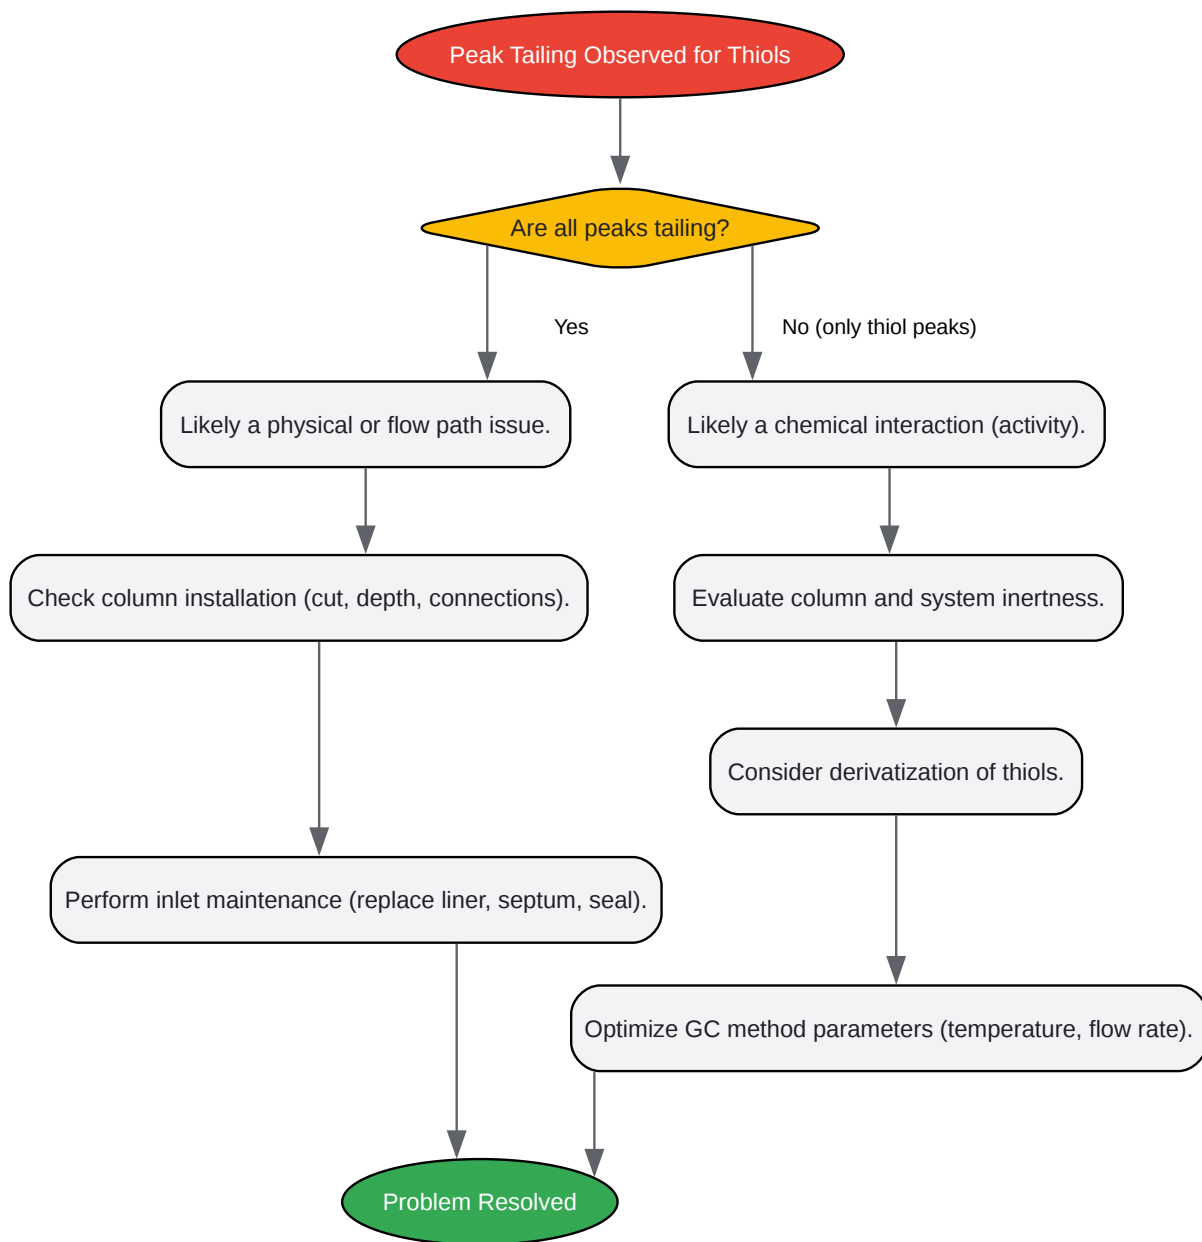 Peak Tailing Observed for Thiols
Are all peaks tailing?
Yes
No (only thiol peaks)
Likely a physical or flow path issue.
Likely a chemical interaction (activity).
Check column installation (cut, depth, connections).
Evaluate column and system inertness.
Consider derivatization of thiols.
Perform inlet maintenance (replace liner, septum, seal).
Optimize GC method parameters (temperature, flow rate).
Problem Resolved